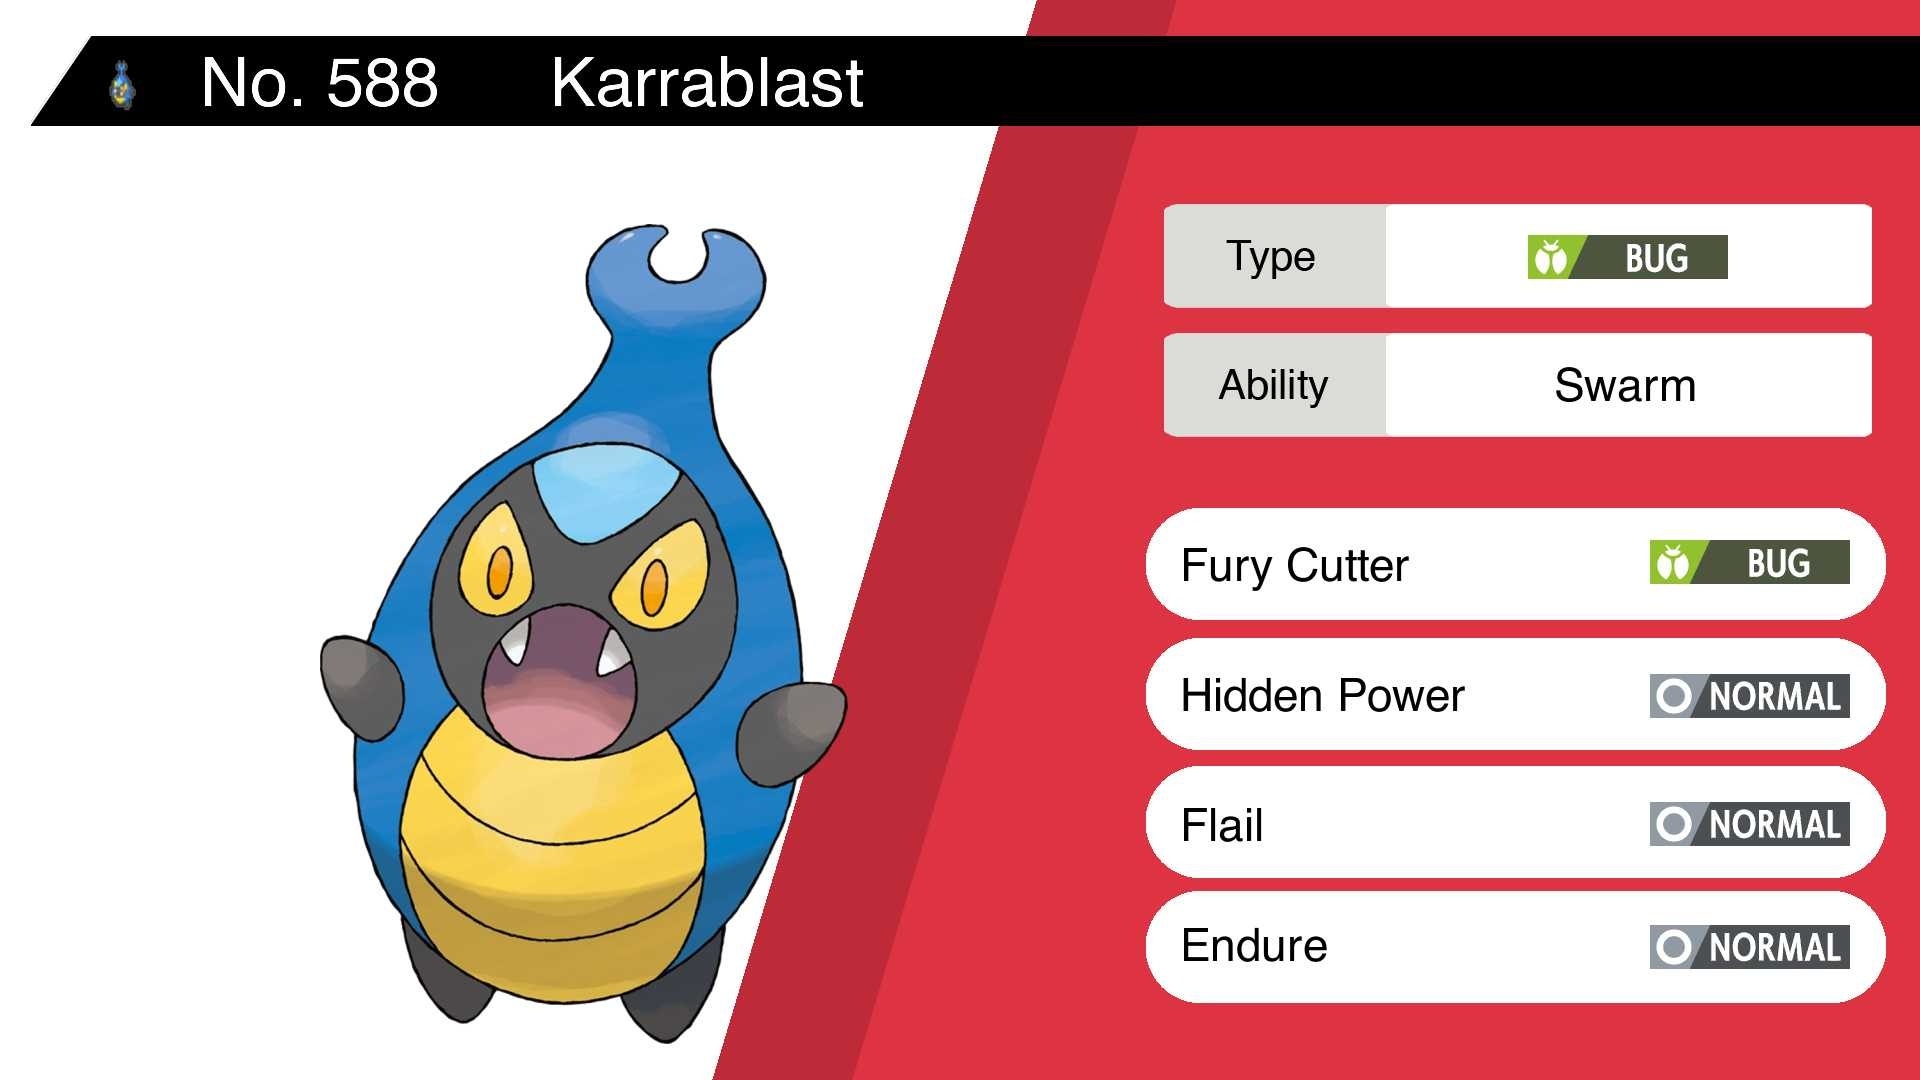 No. 588 Karrablast
Type BUG
Ability Swarm
Fury Cutter BUG
Hidden Power NORMAL
Flail NORMAL
Endure NORMAL